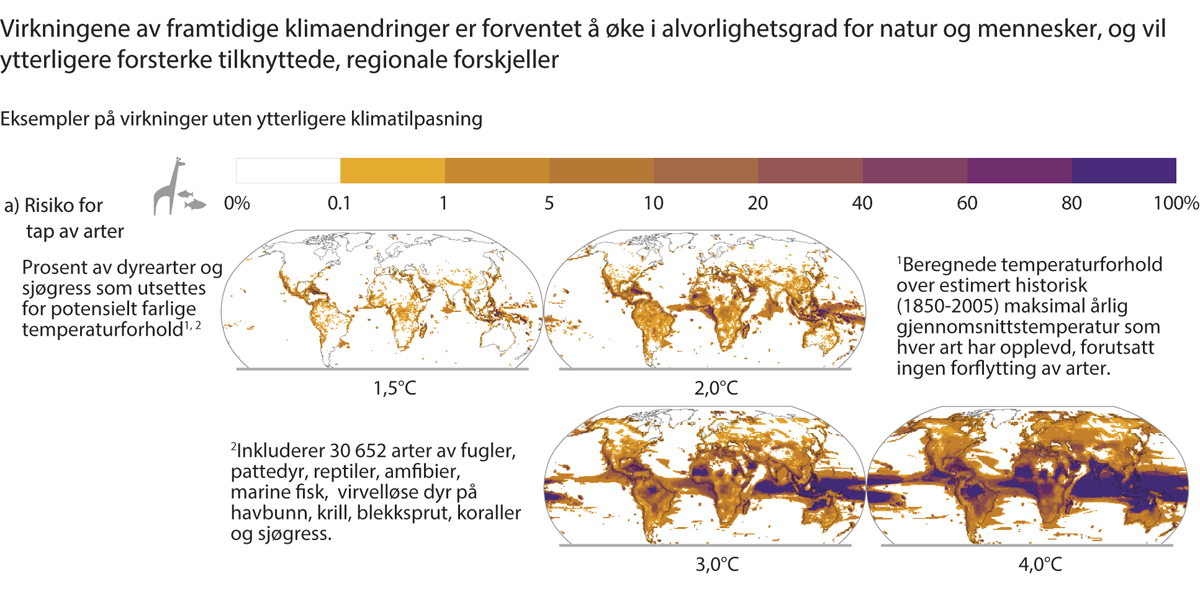 Virkningene av framtidige klimaendringer er forventet å øke i alvorlighetsgrad for natur og mennesker, og vil
ytterligere forsterke tilknyttede, regionale forskjeller
Eksempler på virkninger uten ytterligere klimatilpasning
0% 0.1 1 5 10 20 40 60 80 100%
a) Risiko for
tap av arter
Prosent av dyrearter og
sjøgress som utsettes
for potensielt farlige
temperaturforhold1, 2
1,5°C
2,0°C
1Beregnede temperaturforhold
over estimert historisk
(1850-2005) maksimal årlig
gjennomsnittstemperatur som
hver art har opplevd, forutsatt
ingen forflytting av arter.
2Inkluderer 30 652 arter av fugler,
pattedyr, reptiler, amfibier,
marine fisk, virvelløse dyr på
havbunn, krill, blekksprut, koraller
og sjøgress.
3,0°C
4,0°C